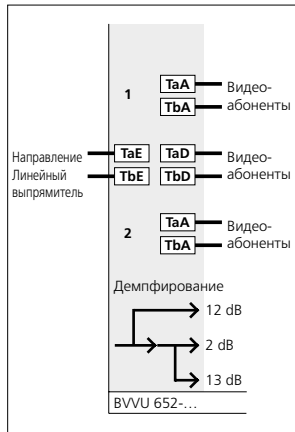 1
TaA
TbA
Видео-
абоненты
Направление
Линейный
выпрямитель
TaE
TbE
TaD
TbD
Видео-
абоненты
2
TaA
TbA
Видео-
абоненты
Демпфирование
12 dB
2 dB
13 dB
BVVU 652-...